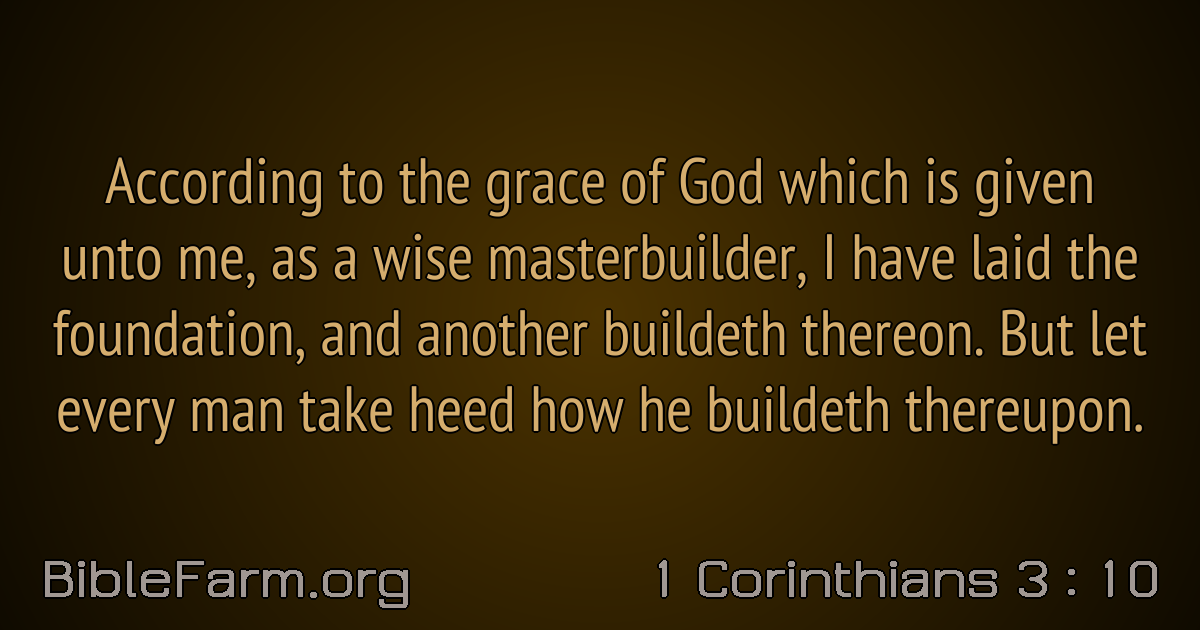 According to the grace of God which is given
unto me, as a wise masterbuilder, I have laid the
foundation, and another buildeth thereon. But let
every man take heed how he buildeth thereupon.
BibleFarm.org
1 Corinthians 3 : 10